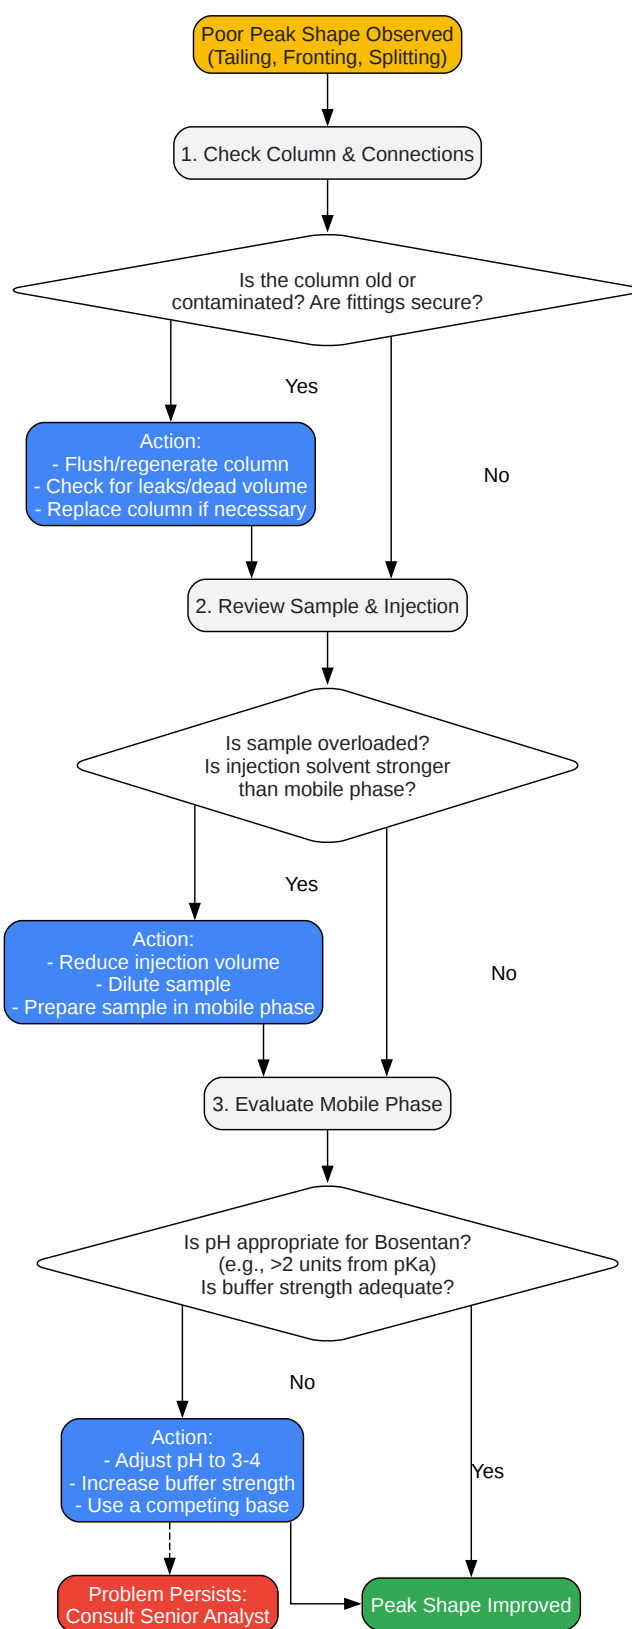 Poor Peak Shape Observed
(Tailing, Fronting, Splitting)
1. Check Column & Connections
Is the column old or
contaminated? Are fittings secure?
Yes
Action:
- Flush/regenerate column
- Check for leaks/dead volume
- Replace column if necessary
No
2. Review Sample & Injection
Is sample overloaded?
Is injection solvent stronger
than mobile phase?
Yes
Action:
- Reduce injection volume
- Dilute sample
- Prepare sample in mobile phase
No
3. Evaluate Mobile Phase
Is pH appropriate for Bosentan?
(e.g., >2 units from pKa)
Is buffer strength adequate?
No
Action:
- Adjust pH to 3-4
- Increase buffer strength
- Use a competing base
Yes
Problem Persists:
Consult Senior Analyst
Peak Shape Improved